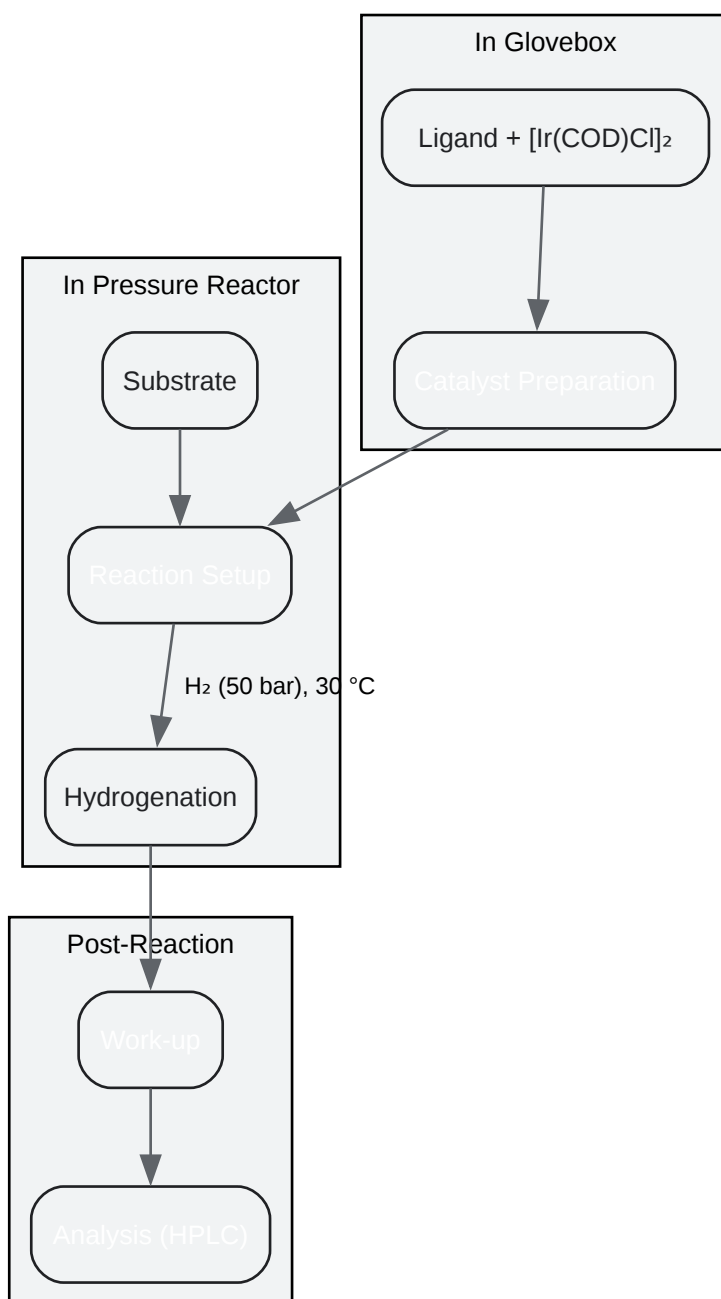 In Glovebox
Ligand + [Ir(COD)Cl]₂
Catalyst Preparation
In Pressure Reactor
Substrate
Reaction Setup
H₂ (50 bar), 30 °C
Hydrogenation
Post-Reaction
Work-up
Analysis (HPLC)